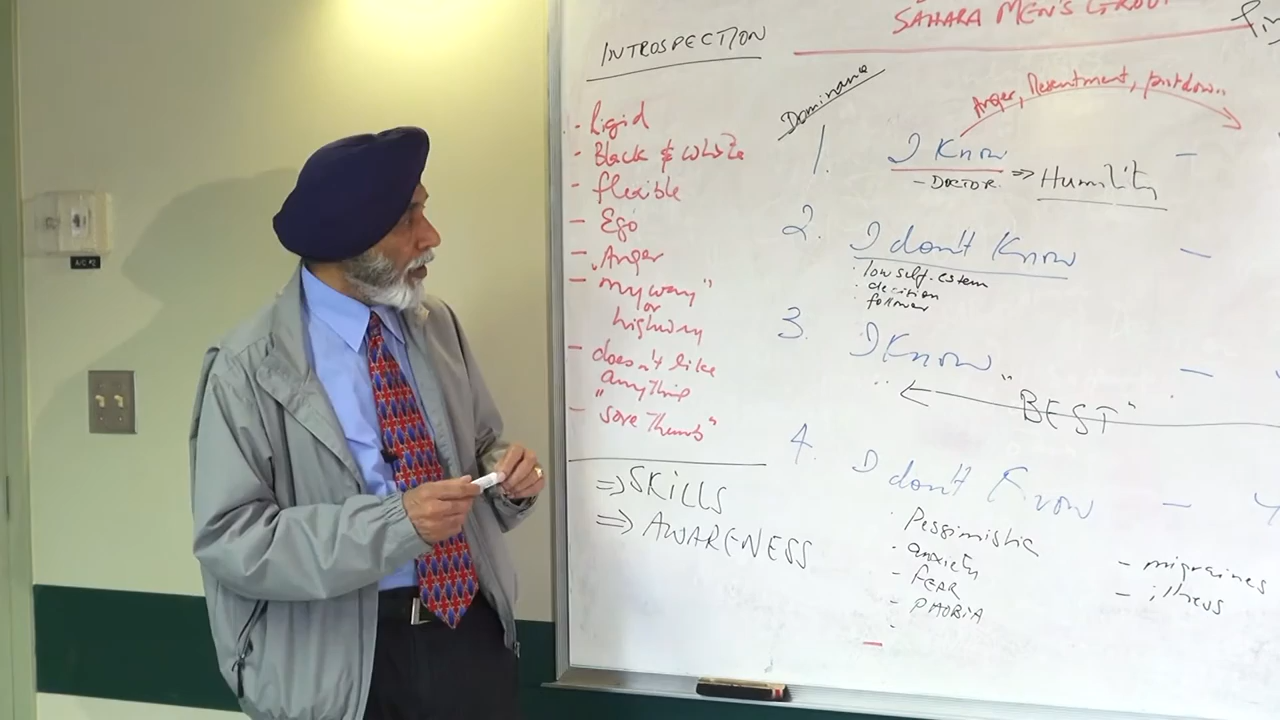 SAHARA MEN'S GROUP
INTROSPECTION
- Rigid
- Black & white
- flexible
- Ego
- Anger
- "my way"
or
highway
- doesn't like
anything
- "sore thumb"
⇒ SKILLS
⇒ AWARENESS
Dominance
Anger, Resentment, putdown..
1. I Know -
- DOCTOR. ⇒ Humility
2. I don't Know -
· low self-esteem
· decision
· follower
3. I Know -
"BEST"
4. I don't Know -
· Pessimistic
- anxiety
- FEAR
- PHOBIA
-
- migraines
- illness
A/C #2